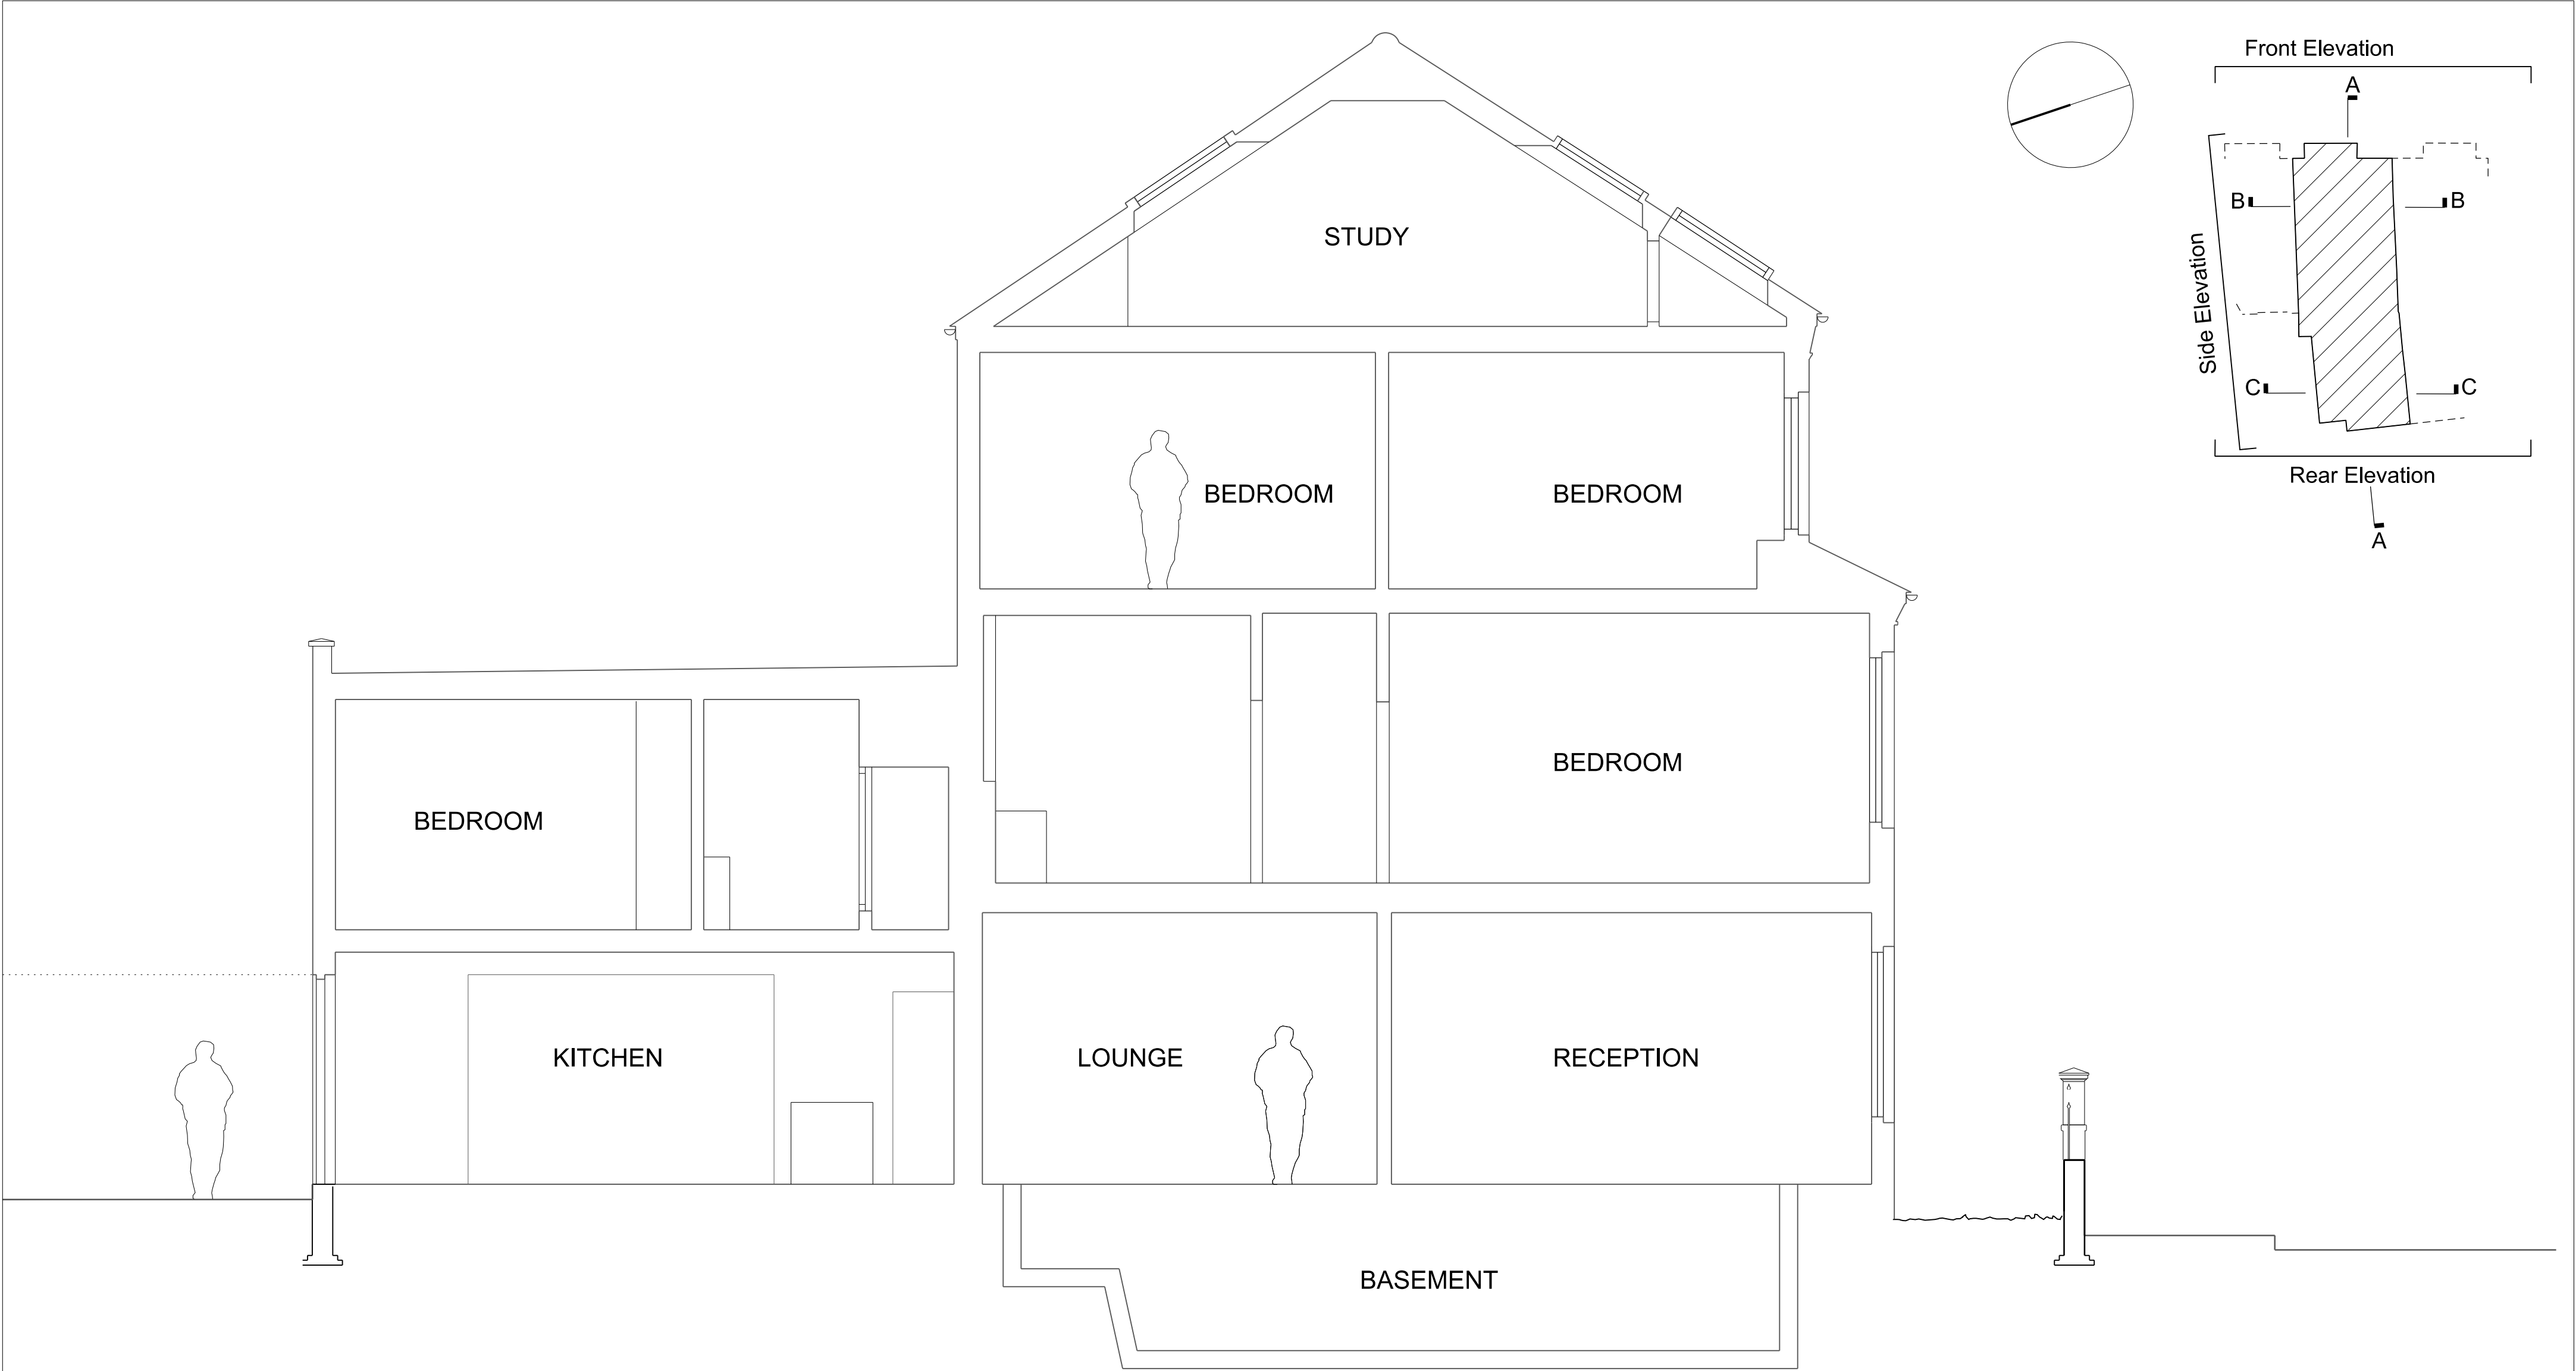 Front Elevation
A
B
B
Side Elevation
C
C
Rear Elevation
A
STUDY
BEDROOM
BEDROOM
BEDROOM
BEDROOM
KITCHEN
LOUNGE
RECEPTION
BASEMENT